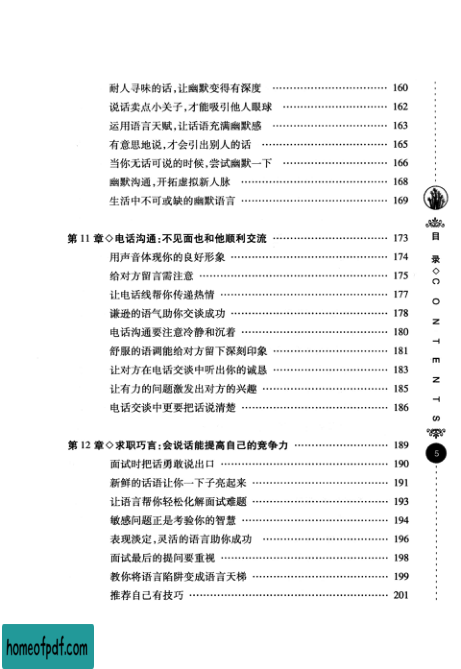 耐人寻味的话,让幽默变得有深度 ………………………… 160
说话卖点小关子,才能吸引他人眼球 ………………………… 162
运用语言天赋,让话语充满幽默感 ………………………… 163
有意思地说,才会引出别人的话 ………………………… 165
当你无话可说的时候,尝试幽默一下 ………………………… 166
幽默沟通,开拓虚拟新人脉 ………………………… 168
生活中不可或缺的幽默语言 ………………………… 169
第 11 章◇电话沟通:不见面也和他顺利交流 ………………………… 173
用声音体现你的良好形象 ………………………… 174
给对方留言需注意 ………………………… 175
让电话线帮你传递热情 ………………………… 177
谦逊的语气助你交谈成功 ………………………… 178
电话沟通要注意冷静和沉着 ………………………… 180
舒服的语调能给对方留下深刻印象 ………………………… 181
让对方在电话交谈中听出你的诚恳 ………………………… 183
让有力的问题激发出对方的兴趣 ………………………… 185
电话交谈中更要把话说清楚 ………………………… 186
第 12 章◇求职巧言:会说话能提高自己的竞争力 ………………………… 189
面试时把话勇敢说出口 ………………………… 190
新鲜的话语让你一下子亮起来 ………………………… 191
让语言帮你轻松化解面试难题 ………………………… 193
敏感问题正是考验你的智慧 ………………………… 194
表现淡定,灵活的语言助你成功 ………………………… 196
面试最后的提问要重视 ………………………… 198
教你将语言陷阱变成语言天梯 ………………………… 199
推荐自己有技巧 ………………………… 201
目录◇CONTENTS
5
homeofpdf.com